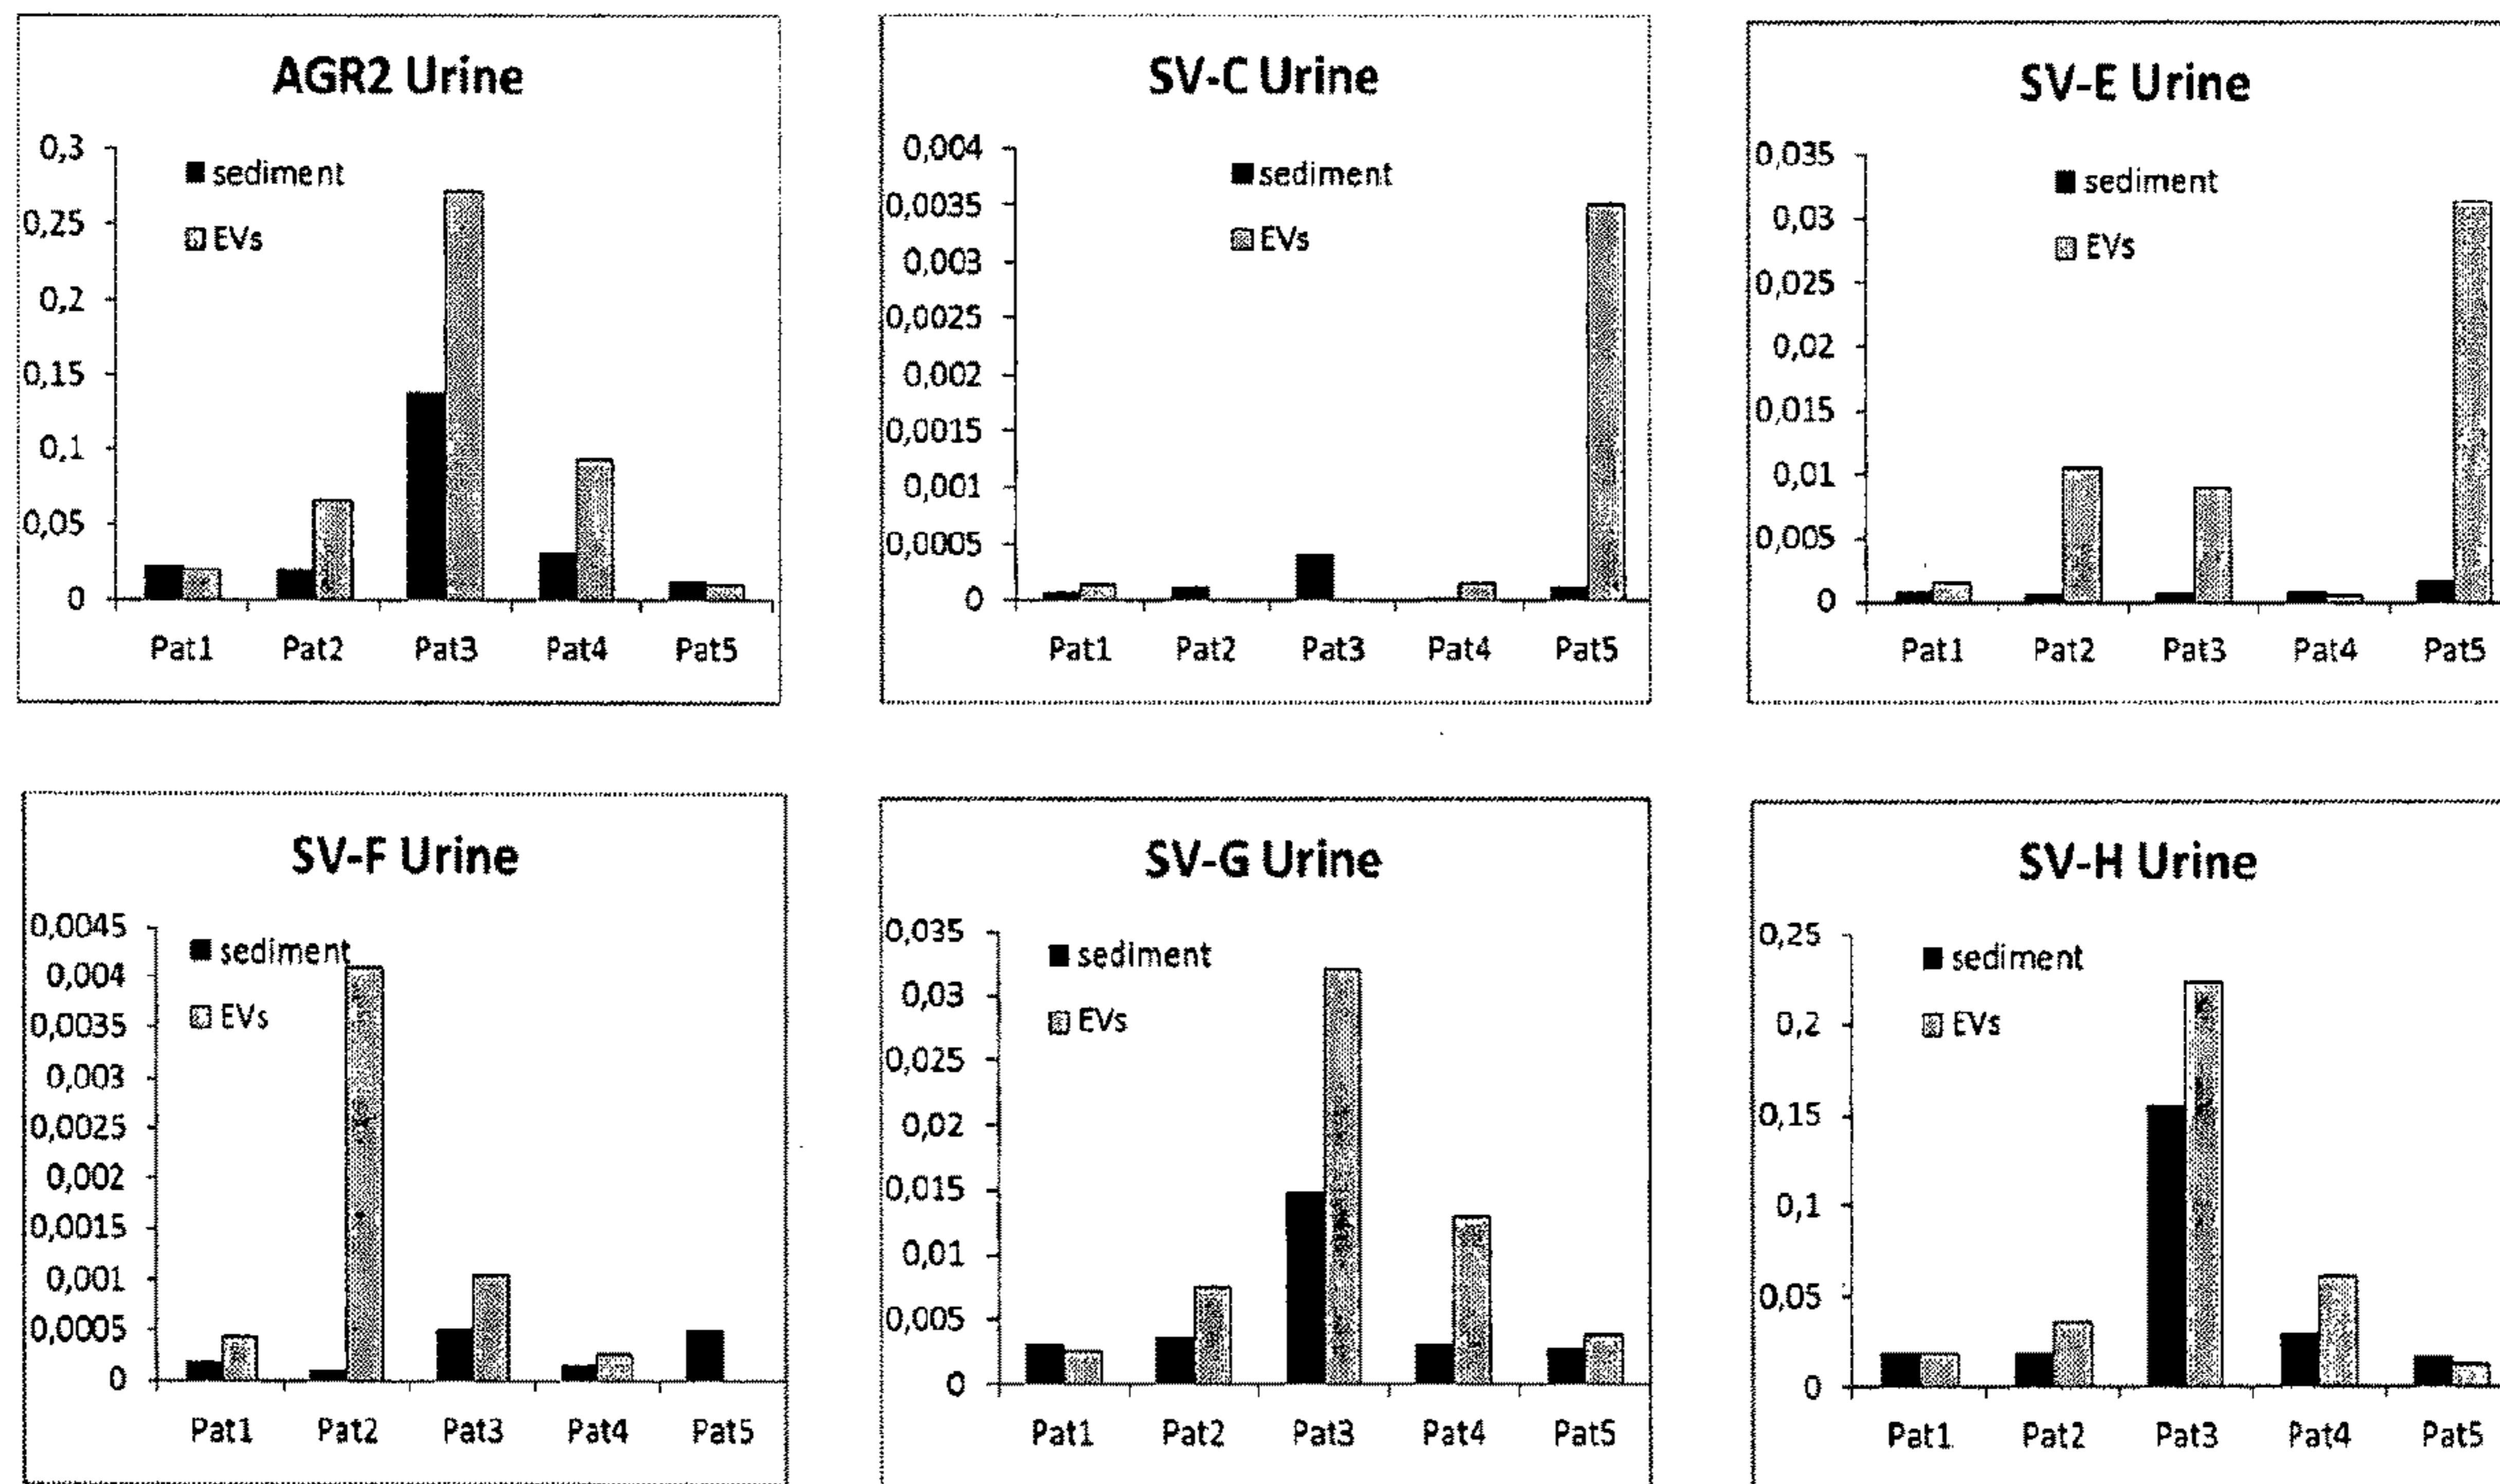 AGR2 Urine
0,3
0,25
0,2
0,15
0,1
0,05
0
sediment
EVs
Pat1 Pat2 Pat3 Pat4 Pat5
SV-C Urine
0,004
0,0035
0,003
0,0025
0,002
0,0015
0,001
0,0005
0
sediment
EVs
Pat1 Pat2 Pat3 Pat4 Pat5
SV-E Urine
0,035
0,03
0,025
0,02
0,015
0,01
0,005
0
sediment
EVs
Pat1 Pat2 Pat3 Pat4 Pat5
SV-F Urine
0,0045
0,004
0,0035
0,003
0,0025
0,002
0,0015
0,001
0,0005
0
sediment
EVs
Pat1 Pat2 Pat3 Pat4 Pat5
SV-G Urine
0,035
0,03
0,025
0,02
0,015
0,01
0,005
0
sediment
EVs
Pat1 Pat2 Pat3 Pat4 Pat5
SV-H Urine
0,25
0,2
0,15
0,1
0,05
0
sediment
EVs
Pat1 Pat2 Pat3 Pat4 Pat5